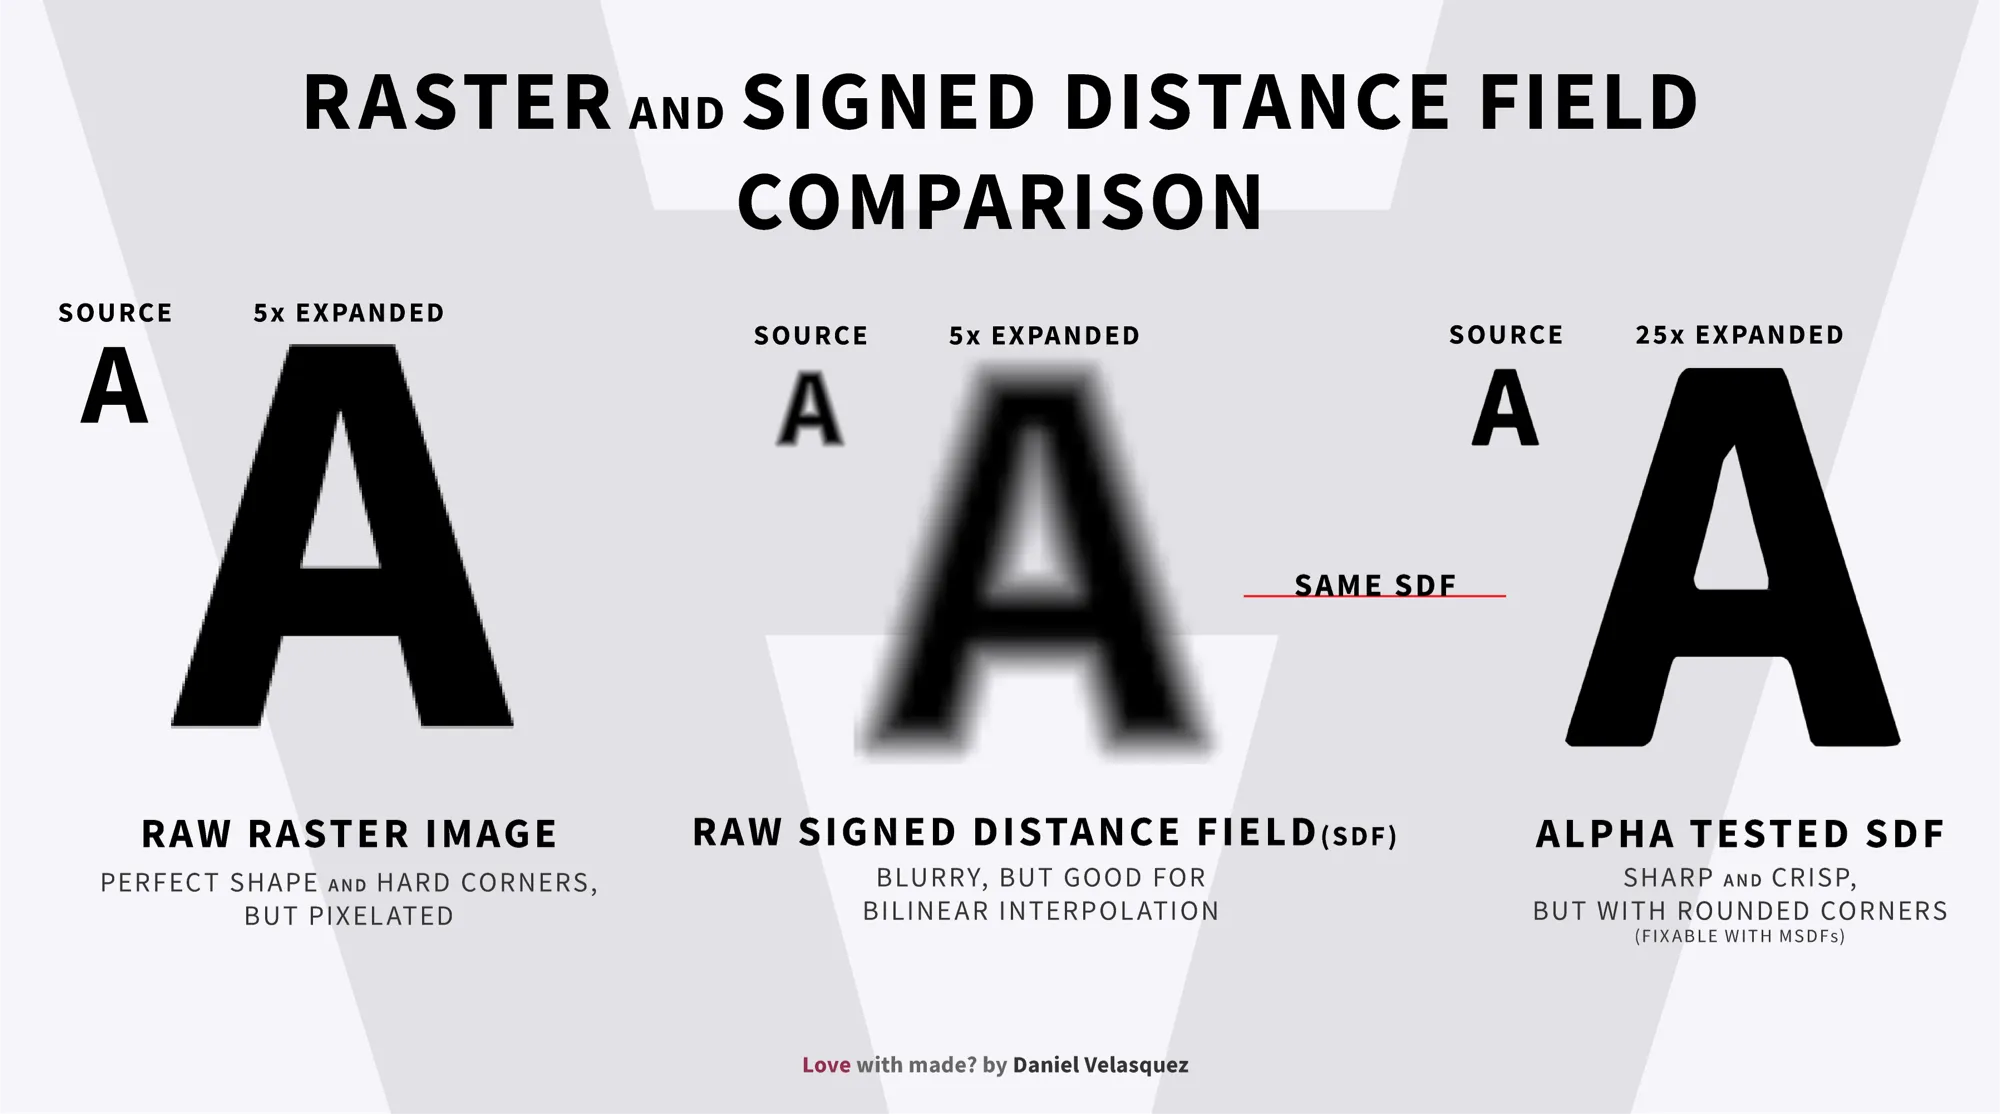 RASTER AND SIGNED DISTANCE FIELD
COMPARISON
SOURCE
5x EXPANDED
A
A
RAW RASTER IMAGE
PERFECT SHAPE AND HARD CORNERS,
BUT PIXELATED
SOURCE
5x EXPANDED
A
A
RAW SIGNED DISTANCE FIELD(SDF)
BLURRY, BUT GOOD FOR
BILINEAR INTERPOLATION
SAME SDF
SOURCE
25x EXPANDED
A
A
ALPHA TESTED SDF
SHARP AND CRISP,
BUT WITH ROUNDED CORNERS
(FIXABLE WITH MSDFs)
Love with made? by Daniel Velasquez